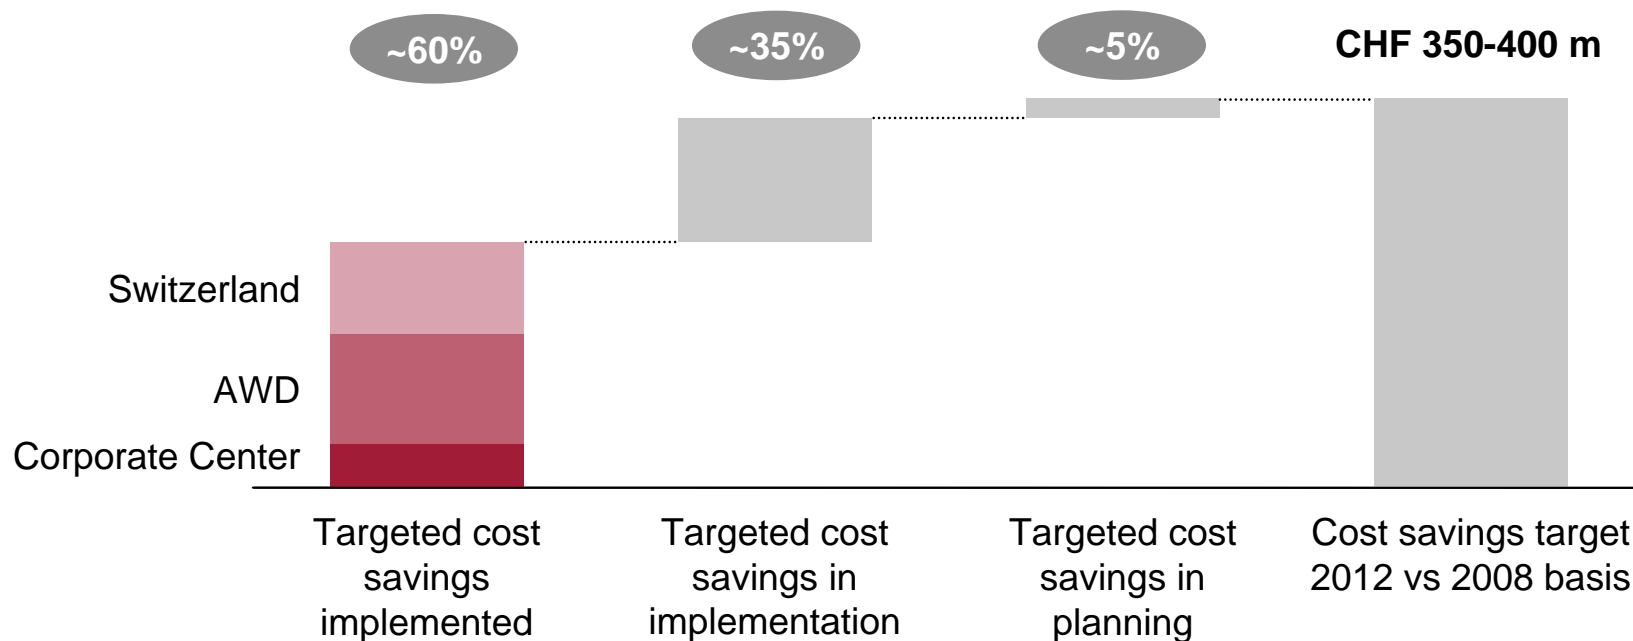 ~60%
~35%
~5%
CHF 350-400 m
Switzerland
AWD
Corporate Center
Targeted cost
savings
implemented
Targeted cost
savings in
implementation
Targeted cost
savings in
planning
Cost savings target
2012 vs 2008 basis